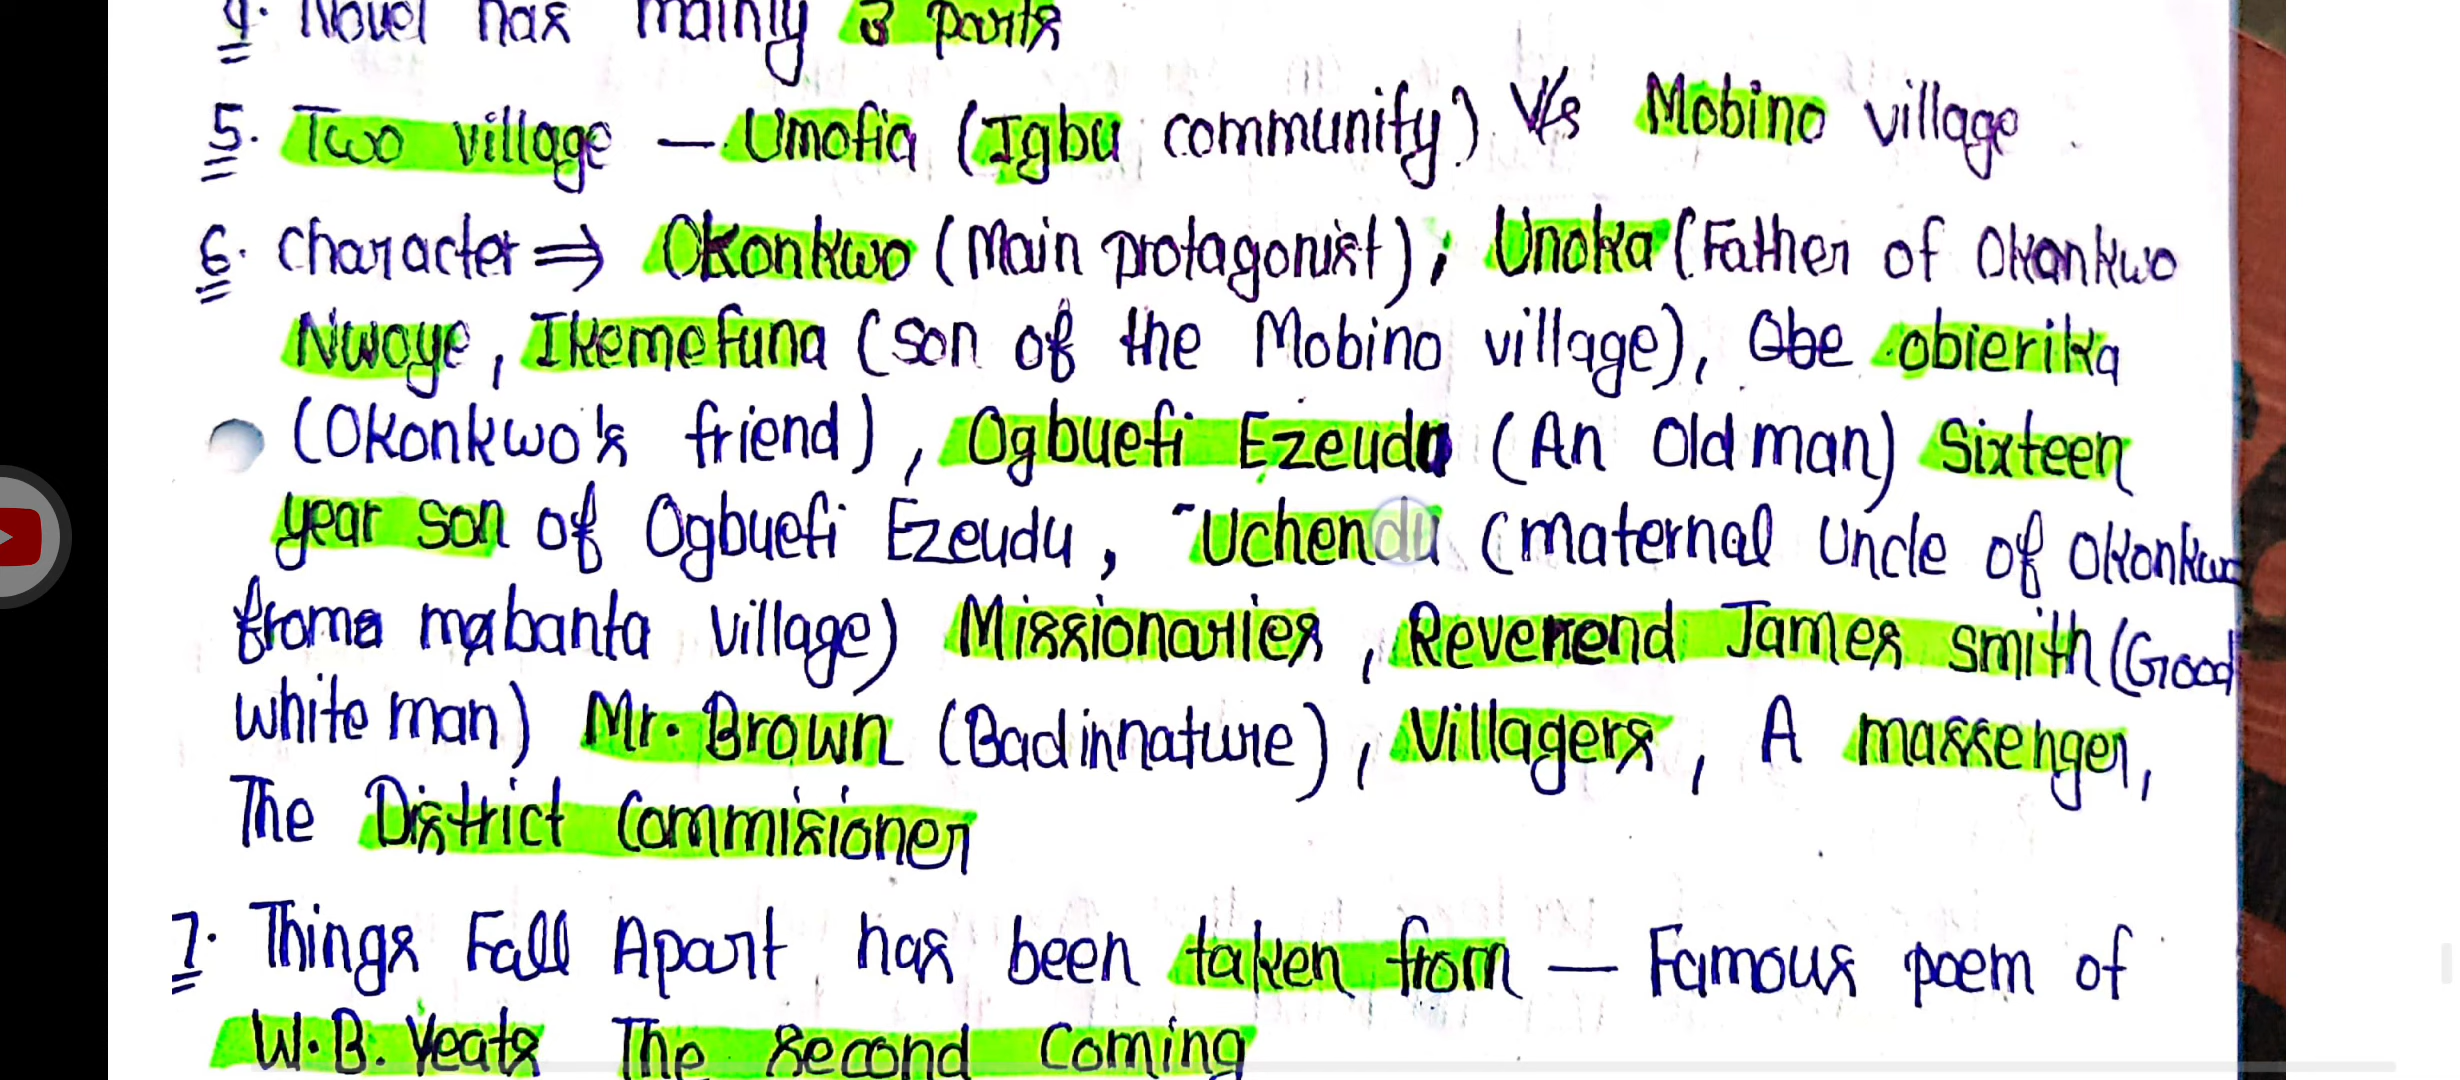 4. Novel has mainly 3 parts
5. Two village – Umofia (Igbu community) V/s Mobino village
6. Character ⇒ Okonkwo (Main protagonist); Unoka (Father of Okonkwo
Nwoye, Ikemefuna (son of the Mobino village), Obe obierika
(Okonkwo's friend), Ogbuefi Ezeudu (An old man) Sixteen
year son of Ogbuefi Ezeudu, Uchendu (maternal Uncle of Okonkwo
from mabanta village) Missionaries, Reverend James smith (Good
white man) Mr. Brown (Bad in nature), Villagers, A massenger,
The District Commisioner
7. Things Fall Apart has been taken from – Famous poem of
W.B. Yeats The Second Coming